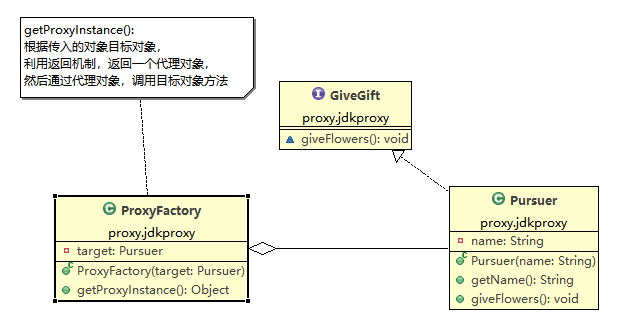 getProxyInstance():
根据传入的对象目标对象，
利用返回机制，返回一个代理对象，
然后通过代理对象，调用目标对象方法
I GiveGift
proxy.jdkproxy
giveFlowers(): void
C ProxyFactory
proxy.jdkproxy
target: Pursuer
C ProxyFactory(target: Pursuer)
getProxyInstance(): Object
C Pursuer
proxy.jdkproxy
name: String
C Pursuer(name: String)
getName(): String
giveFlowers(): void